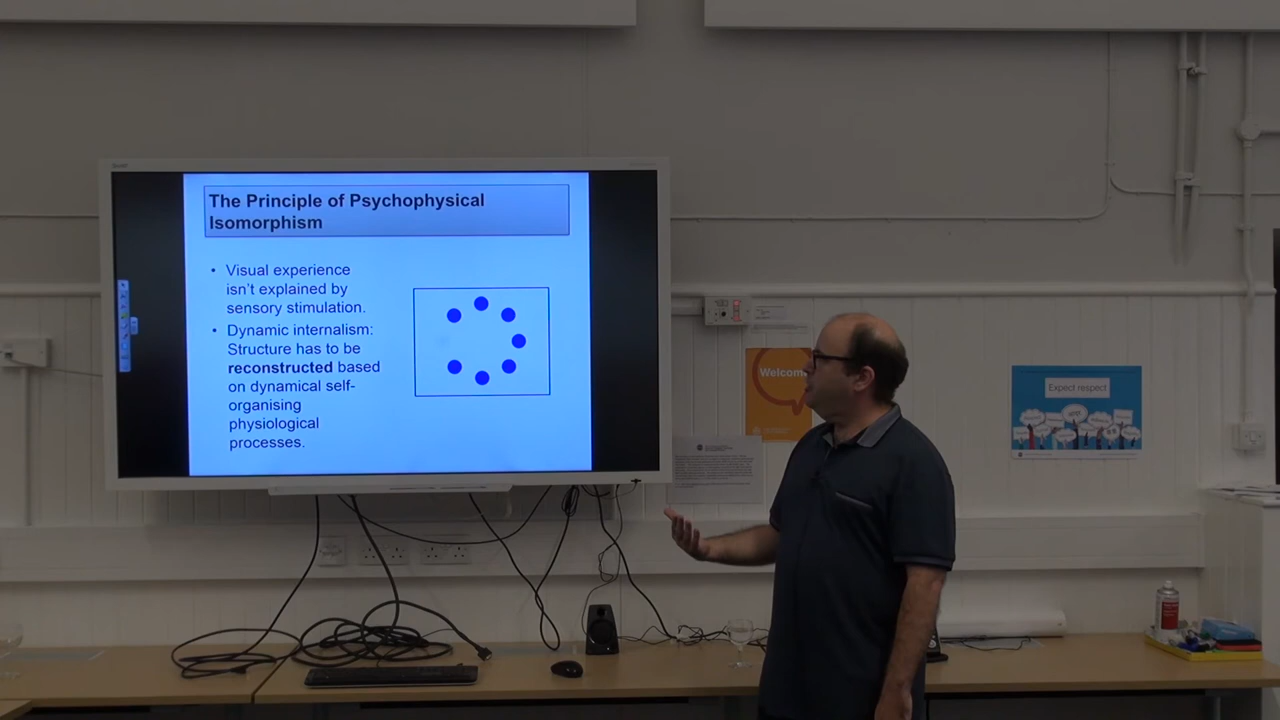 The Principle of Psychophysical
Isomorphism
• Visual experience
isn't explained by
sensory stimulation.
• Dynamic internalism:
Structure has to be
reconstructed based
on dynamical self-
organising
physiological
processes.
Welcom
Expect respect